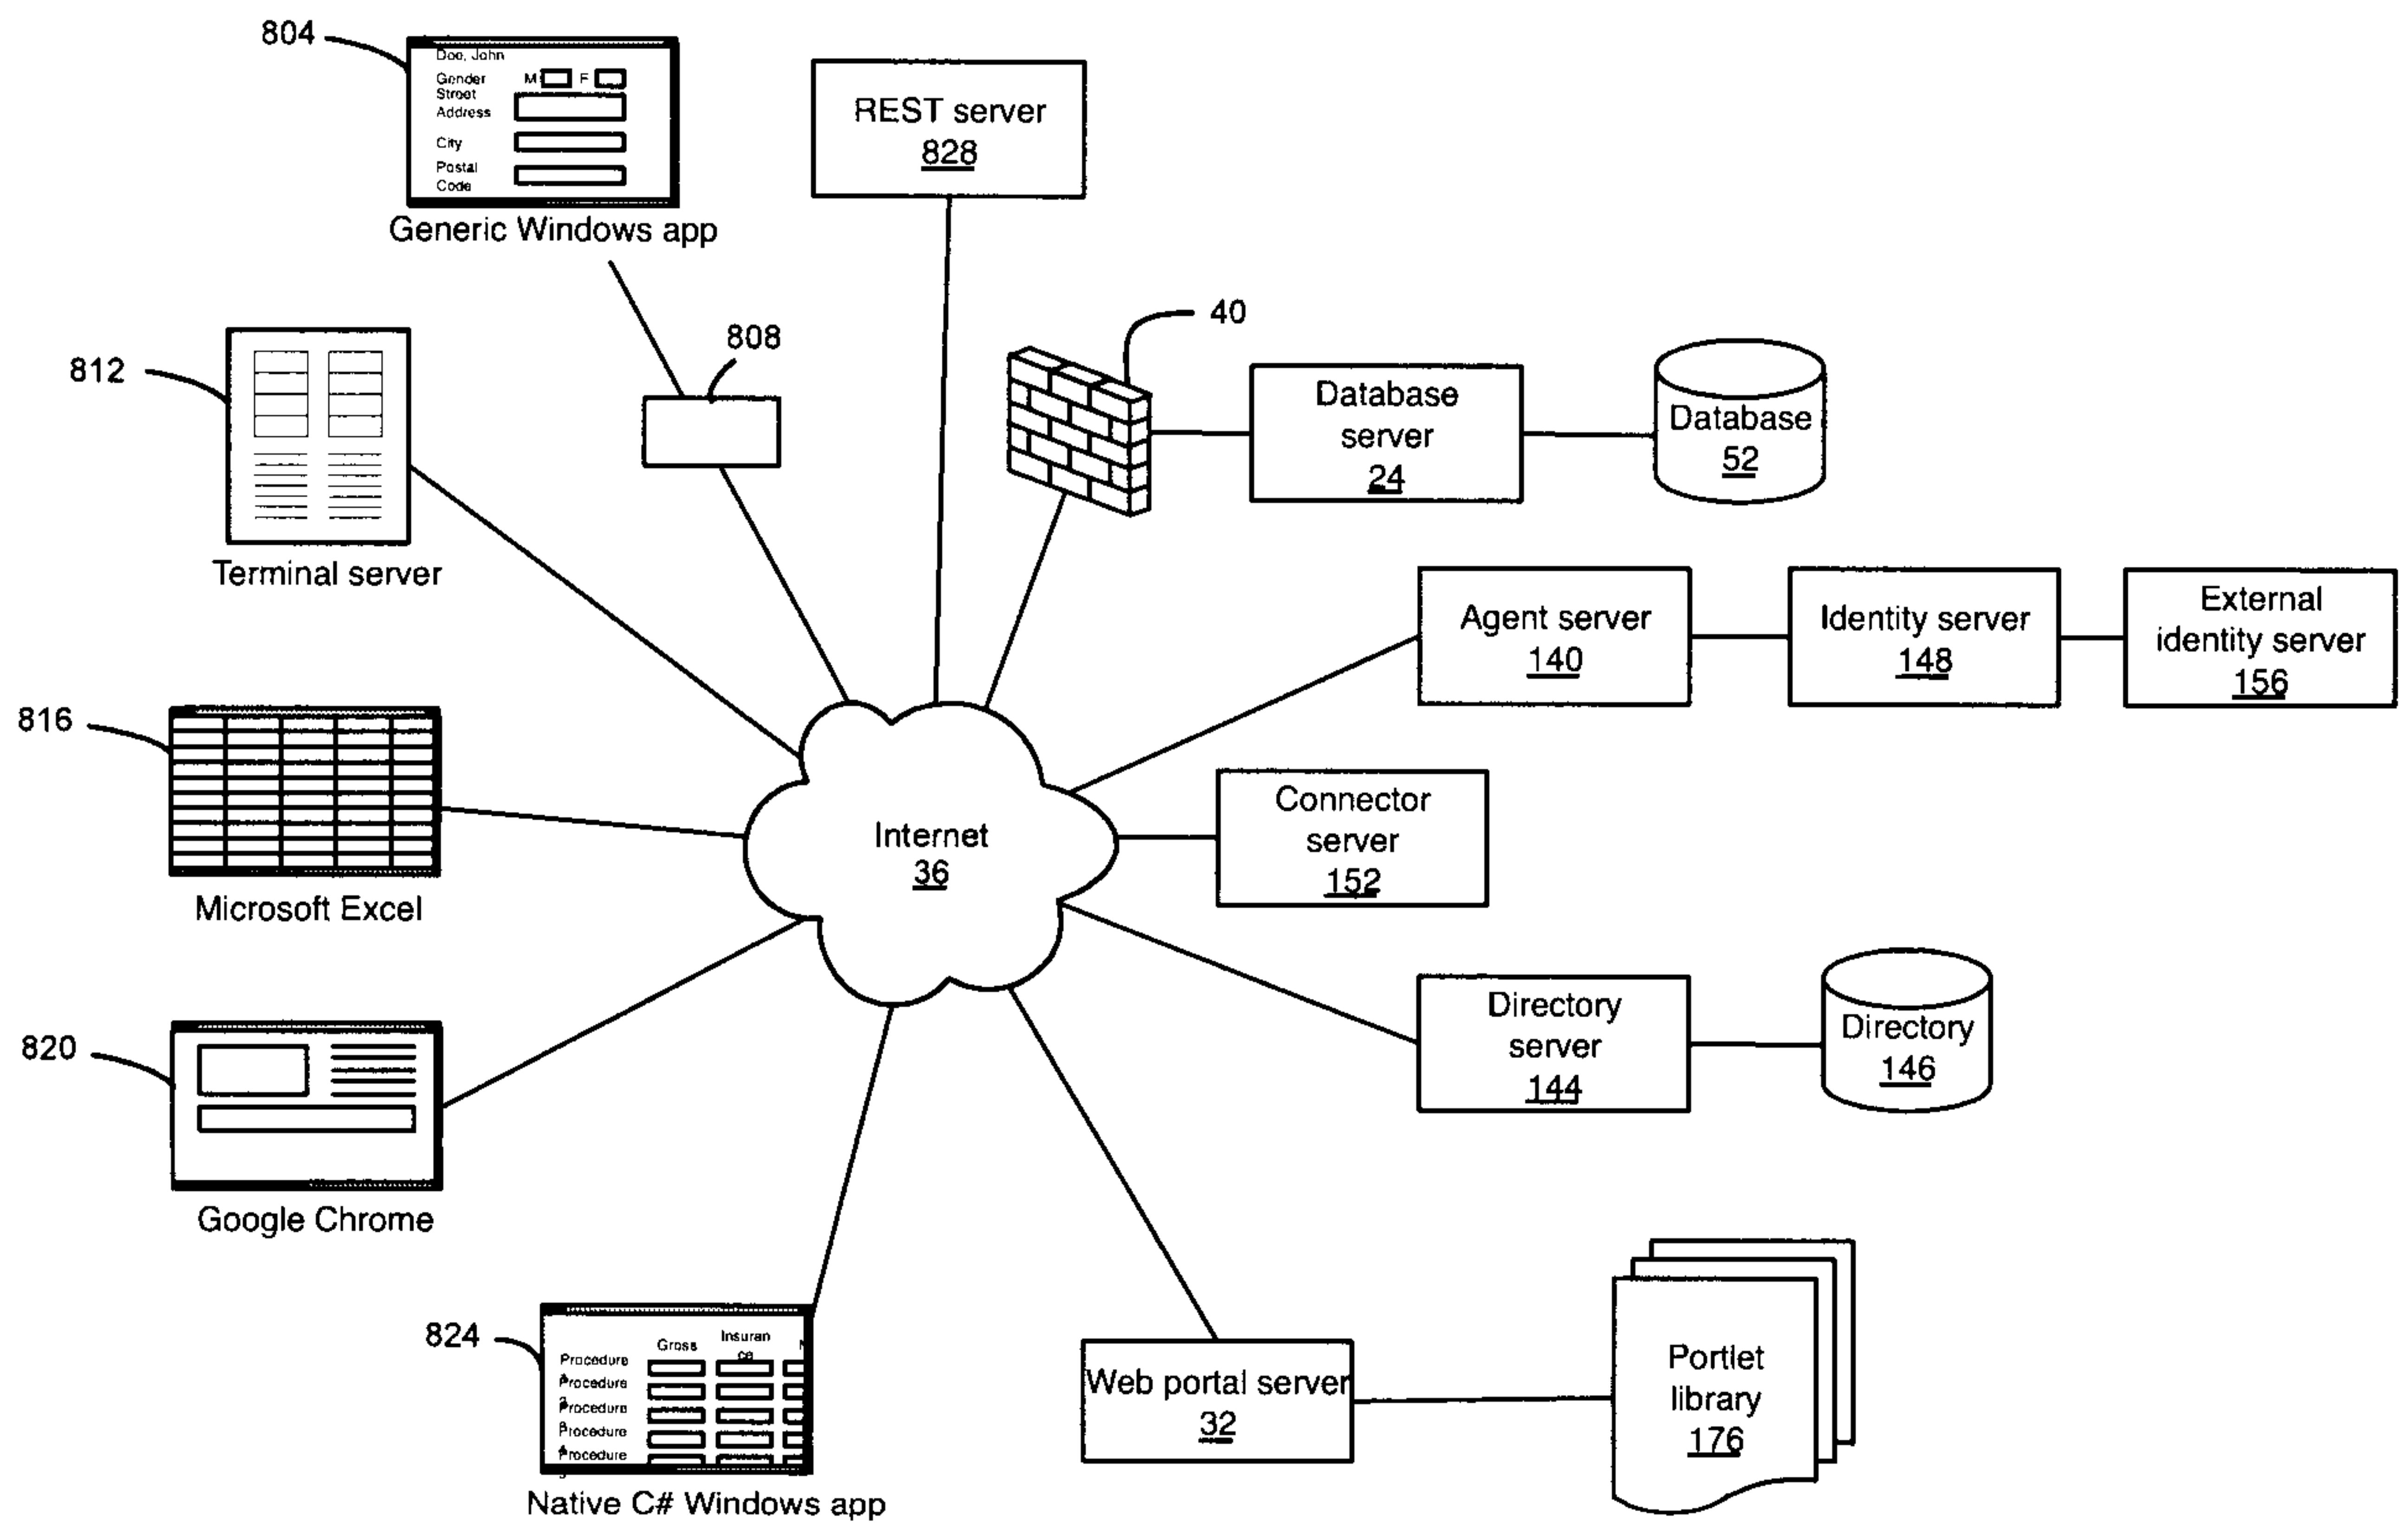 804
Doe, John
Gender M F
Street
Address
City
Postal
Code
Generic Windows app
REST server
828
808
40
812
Terminal server
Database
server
24
Database
52
Agent server
140
Identity server
148
External
identity server
156
816
Microsoft Excel
Internet
36
Connector
server
152
820
Google Chrome
Directory
server
144
Directory
146
824
Gross
Insuran
ce
N
Procedure
Procedure
Procedure
Procedure
Procedure
Native C# Windows app
Web portal server
32
Portlet
library
176